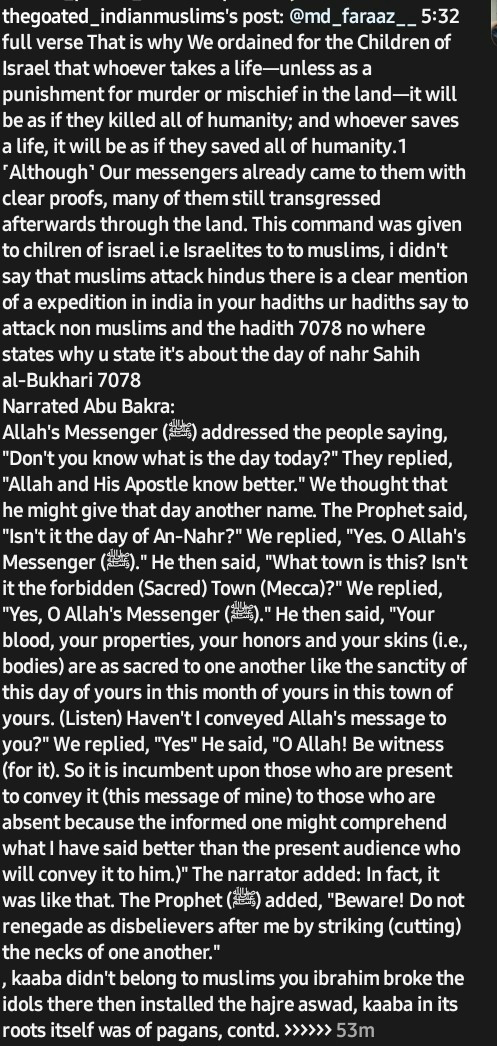 thegoated_indianmuslims's post: @md_faraaz__ 5:32
full verse That is why We ordained for the Children of
Israel that whoever takes a life—unless as a
punishment for murder or mischief in the land—it will
be as if they killed all of humanity; and whoever saves
a life, it will be as if they saved all of humanity.1
˹Although˺ Our messengers already came to them with
clear proofs, many of them still transgressed
afterwards through the land. This command was given
to chilren of israel i.e Israelites to to muslims, i didn't
say that muslims attack hindus there is a clear mention
of a expedition in india in your hadiths ur hadiths say to
attack non muslims and the hadith 7078 no where
states why u state it's about the day of nahr Sahih
al-Bukhari 7078
Narrated Abu Bakra:
Allah's Messenger (ﷺ) addressed the people saying,
"Don't you know what is the day today?" They replied,
"Allah and His Apostle know better." We thought that
he might give that day another name. The Prophet said,
"Isn't it the day of An-Nahr?" We replied, "Yes. O Allah's
Messenger (ﷺ)." He then said, "What town is this? Isn't
it the forbidden (Sacred) Town (Mecca)?" We replied,
"Yes, O Allah's Messenger (ﷺ)." He then said, "Your
blood, your properties, your honors and your skins (i.e.,
bodies) are as sacred to one another like the sanctity of
this day of yours in this month of yours in this town of
yours. (Listen) Haven't I conveyed Allah's message to
you?" We replied, "Yes" He said, "O Allah! Be witness
(for it). So it is incumbent upon those who are present
to convey it (this message of mine) to those who are
absent because the informed one might comprehend
what I have said better than the present audience who
will convey it to him.)" The narrator added: In fact, it
was like that. The Prophet (ﷺ) added, "Beware! Do not
renegade as disbelievers after me by striking (cutting)
the necks of one another."
, kaaba didn't belong to muslims you ibrahim broke the
idols there then installed the hajre aswad, kaaba in its
roots itself was of pagans, contd. >>>>>> 53m